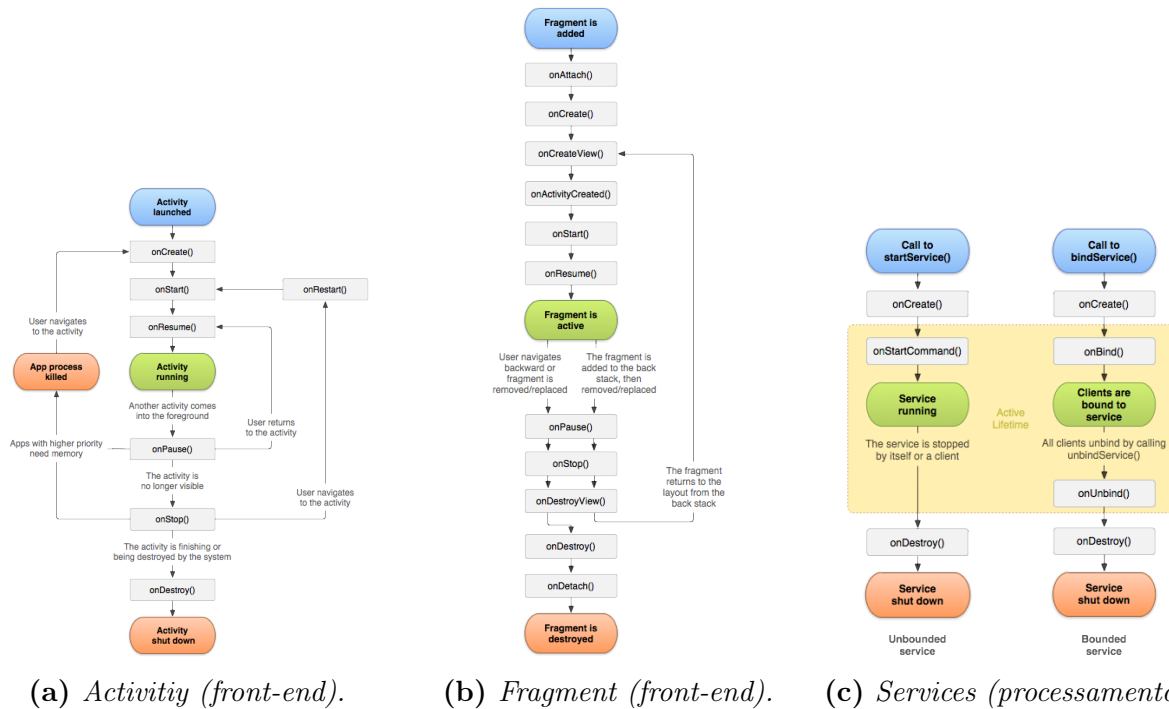 Activity
launched
onCreate()
onStart()
onRestart()
User navigates
to the activity
onResume()
App process
killed
Activity
running
Another activity comes
into the foreground
User returns
to the activity
Apps with higher priority
need memory
onPause()
The activity is
no longer visible
User navigates
to the activity
onStop()
The activity is finishing or
being destroyed by the system
onDestroy()
Activity
shut down
(a) Activitiy (front-end).
Fragment is
added
onAttach()
onCreate()
onCreateView()
onActivityCreated()
onStart()
onResume()
Fragment is
active
User navigates
backward or
fragment is
removed/replaced
The fragment is
added to the back
stack, then
removed/replaced
onPause()
onStop()
The fragment
returns to the
layout from the
back stack
onDestroyView()
onDestroy()
onDetach()
Fragment is
destroyed
(b) Fragment (front-end).
Call to
startService()
onCreate()
onStartCommand()
Service
running
The service is stopped
by itself or a client
onDestroy()
Service
shut down
Unbounded
service
Active
Lifetime
Call to
bindService()
onCreate()
onBind()
Clients are
bound to
service
All clients unbind by calling
unbindService()
onUnbind()
onDestroy()
Service
shut down
Bounded
service
(c) Services (processamento